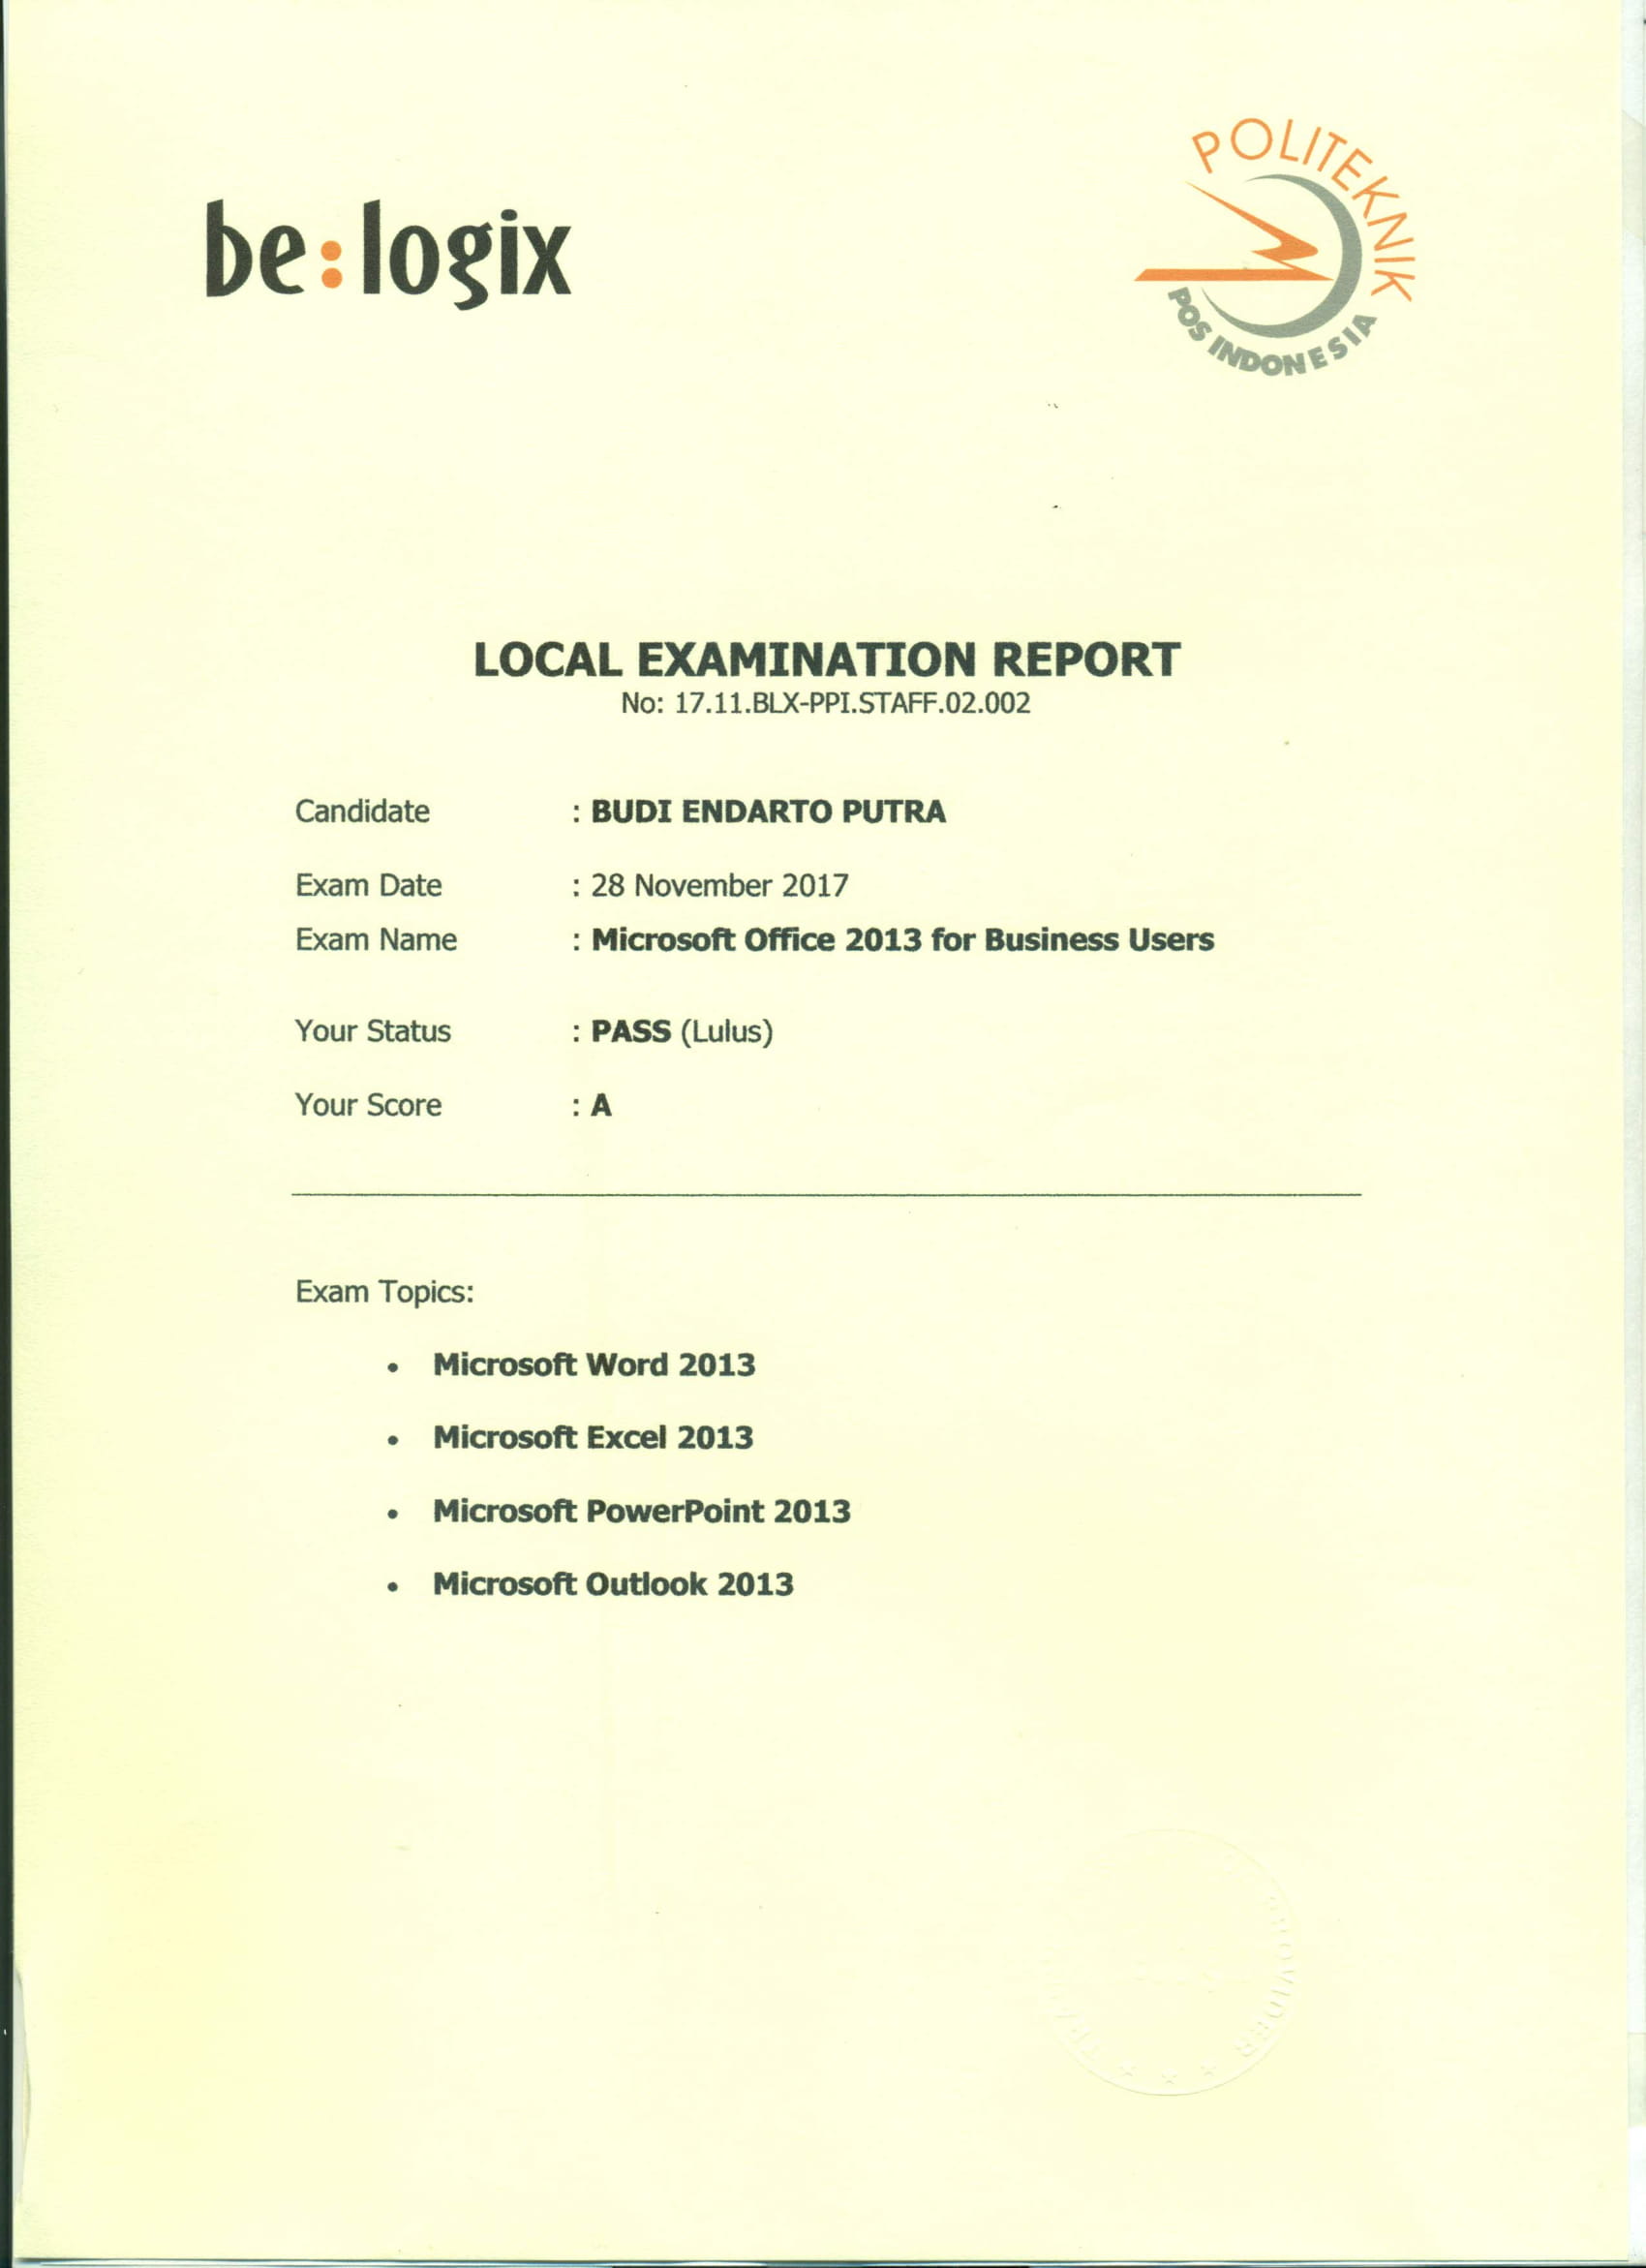 be:logix
POLITEKNIK
POS INDONESIA
LOCAL EXAMINATION REPORT
No: 17.11.BLX-PPI.STAFF.02.002
Candidate : BUDI ENDARTO PUTRA
Exam Date : 28 November 2017
Exam Name : Microsoft Office 2013 for Business Users
Your Status : PASS (Lulus)
Your Score : A
Exam Topics:
• Microsoft Word 2013
• Microsoft Excel 2013
• Microsoft PowerPoint 2013
• Microsoft Outlook 2013